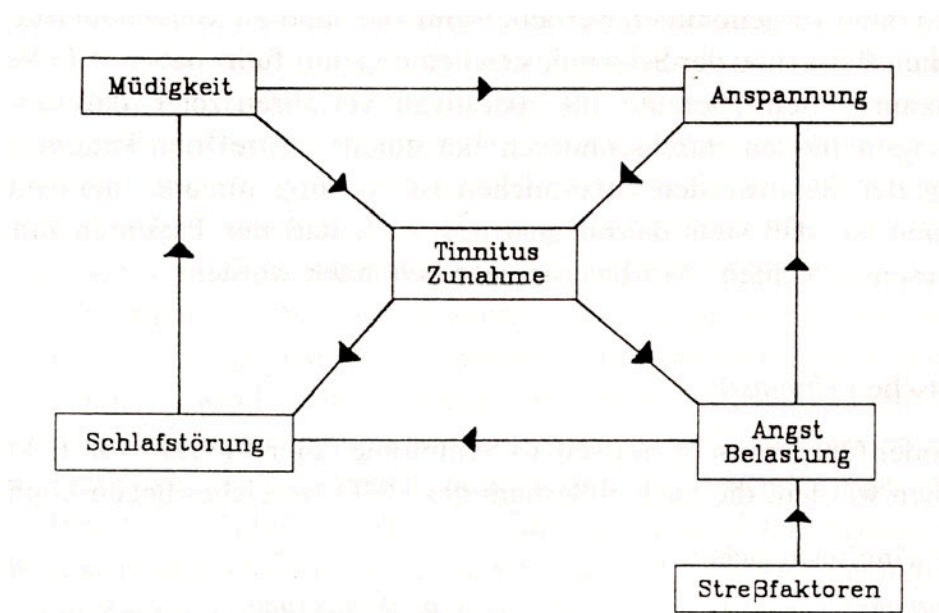 Müdigkeit
Anspannung
Tinnitus
Zunahme
Schlafstörung
Angst
Belastung
Streßfaktoren